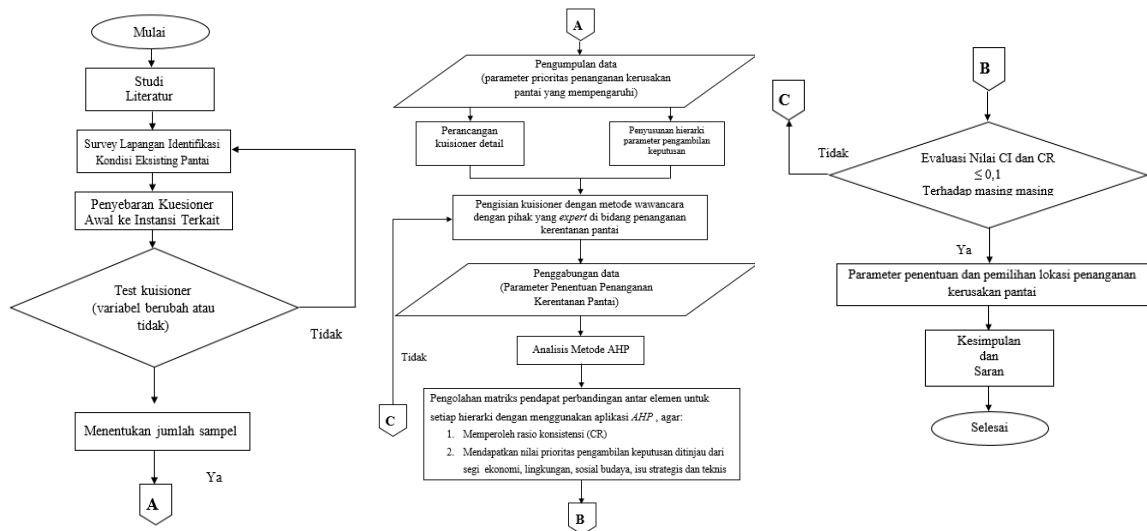 Mulai
Studi
Literatur
Survey Lapangan Identifikasi
Kondisi Eksisting Pantai
Penyebaran Kuesioner
Awal ke Instansi Terkait
Test kuisioner
(variabel berubah atau
tidak)
Tidak
Menentukan jumlah sampel
Ya
A
A
Pengumpulan data
(parameter prioritas penanganan kerusakan
pantai yang mempengaruhi)
Perancangan
kuisioner detail
Penyusunan hierarki
parameter pengambilan
keputusan
Pengisian kuisioner dengan metode wawancara
dengan pihak yang expert di bidang penanganan
kerentanan pantai
Penggabungan data
(Parameter Penentuan Penanganan
Kerentanan Pantai)
Analisis Metode AHP
Tidak
C
Pengolahan matriks pendapat perbandingan antar elemen untuk
setiap hierarki dengan menggunakan aplikasi AHP , agar:
1. Memperoleh rasio konsistensi (CR)
2. Mendapatkan nilai prioritas pengambilan keputusan ditinjau dari
segi ekonomi, lingkungan, sosial budaya, isu strategis dan teknis
B
B
C
Tidak
Evaluasi Nilai CI dan CR
≤ 0,1
Terhadap masing masing
Ya
Parameter penentuan dan pemilihan lokasi penanganan
kerusakan pantai
Kesimpulan
dan
Saran
Selesai